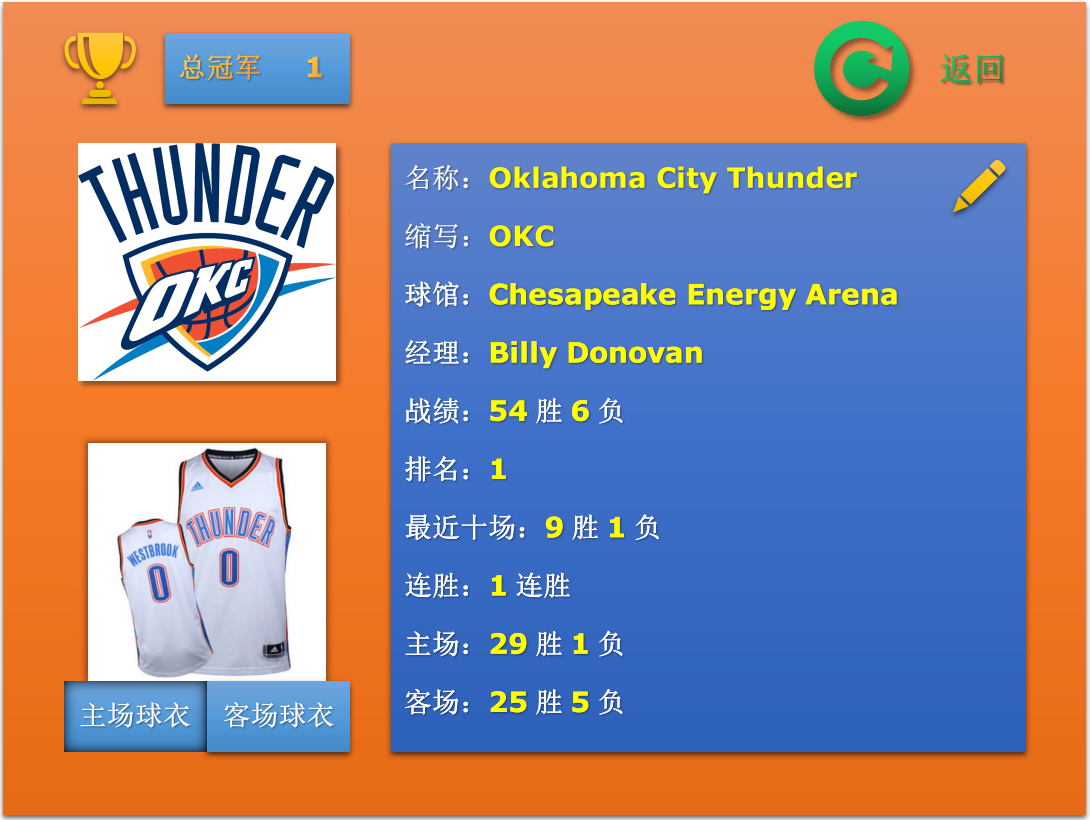 总冠军 1
返回
THUNDER
OKC
名称：Oklahoma City Thunder
缩写：OKC
球馆：Chesapeake Energy Arena
经理：Billy Donovan
战绩：54 胜 6 负
排名：1
最近十场：9 胜 1 负
连胜：1 连胜
主场：29 胜 1 负
客场：25 胜 5 负
THUNDER
0
WESTBROOK
0
主场球衣 客场球衣